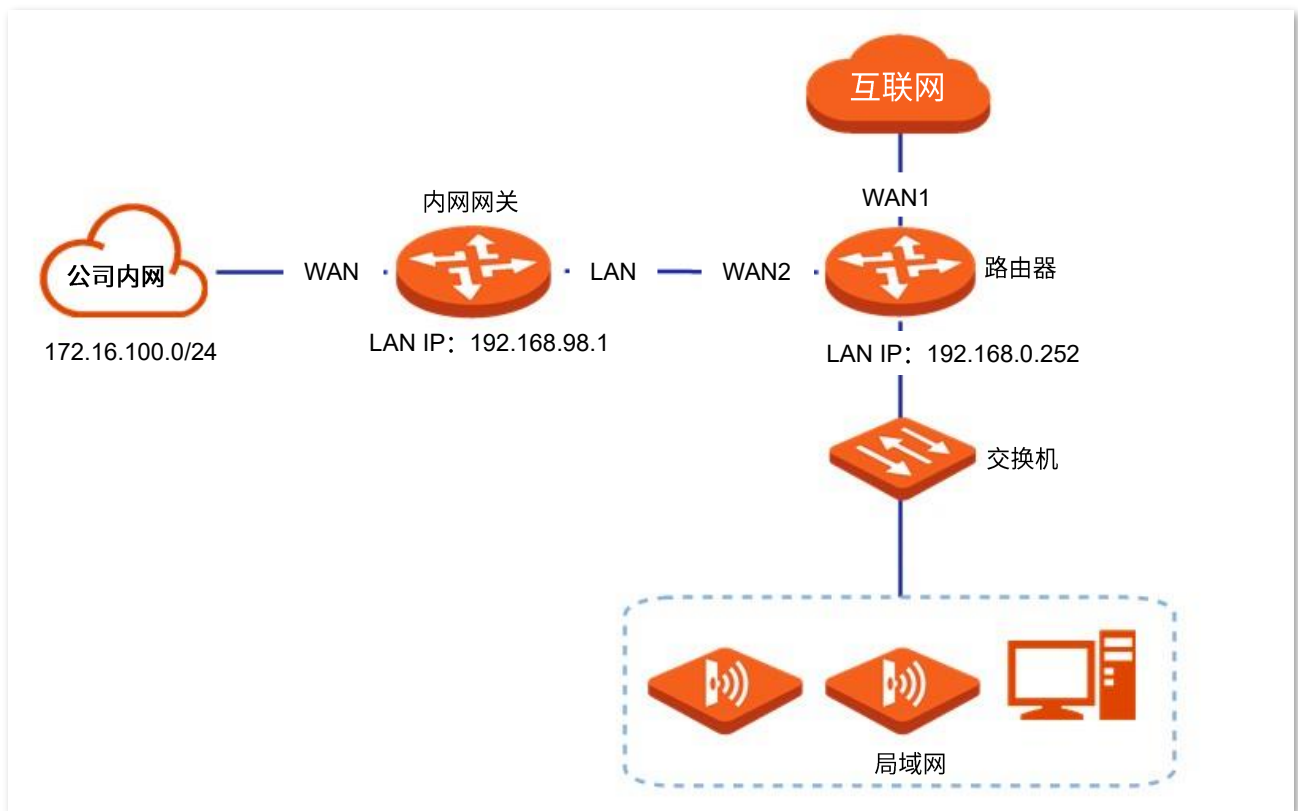 互联网
WAN1
内网网关
公司内网
WAN
LAN
WAN2
路由器
172.16.100.0/24
LAN IP：192.168.98.1
LAN IP：192.168.0.252
交换机
局域网